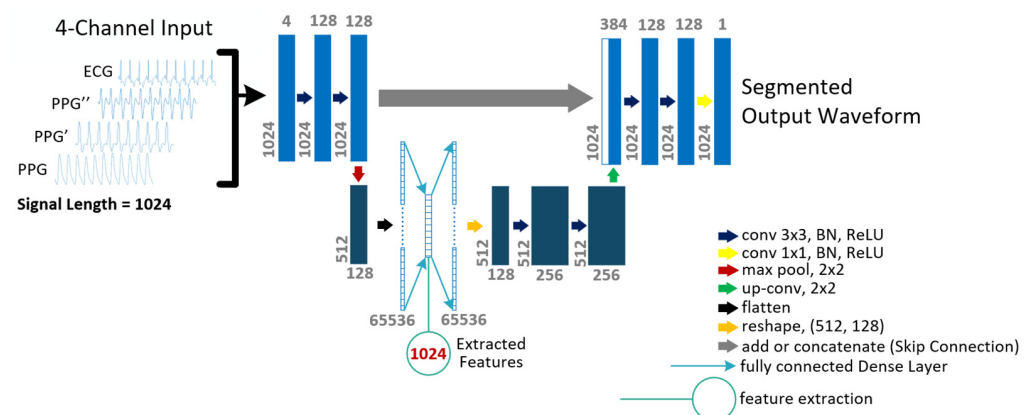 4-Channel Input
ECG
PPG''
PPG'
PPG
Signal Length = 1024
4 128 128
1024 1024 1024
512
128
65536 65536
1024
Extracted
Features
512 512 512
128 256 256
384 128 128 1
1024 1024 1024 1024
Segmented
Output Waveform
conv 3x3, BN, ReLU
conv 1x1, BN, ReLU
max pool, 2x2
up-conv, 2x2
flatten
reshape, (512, 128)
add or concatenate (Skip Connection)
fully connected Dense Layer
feature extraction